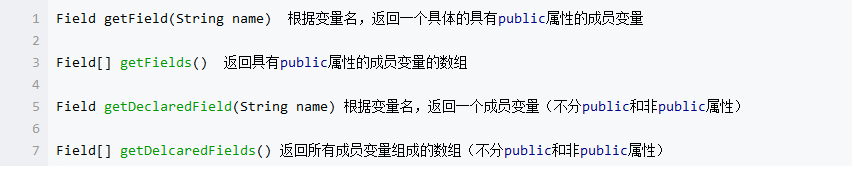 1 Field getField(String name)  根据变量名，返回一个具体的具有public属性的成员变量
2
3 Field[] getFields()  返回具有public属性的成员变量的数组
4
5 Field getDeclaredField(String name) 根据变量名，返回一个成员变量（不分public和非public属性）
6
7 Field[] getDelcaredFields() 返回所有成员变量组成的数组（不分public和非public属性）